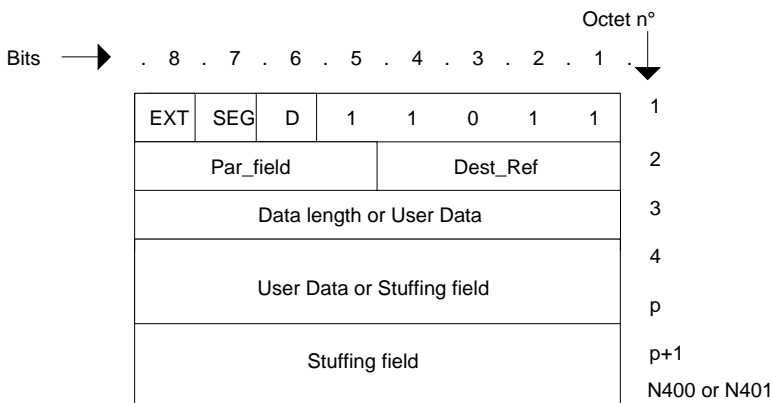 Octet n°
Bits . 8 . 7 . 6 . 5 . 4 . 3 . 2 . 1 .
EXT SEG D 1 1 0 1 1 1
Par_field Dest_Ref 2
Data length or User Data 3
4
User Data or Stuffing field
p
p+1
Stuffing field
N400 or N401